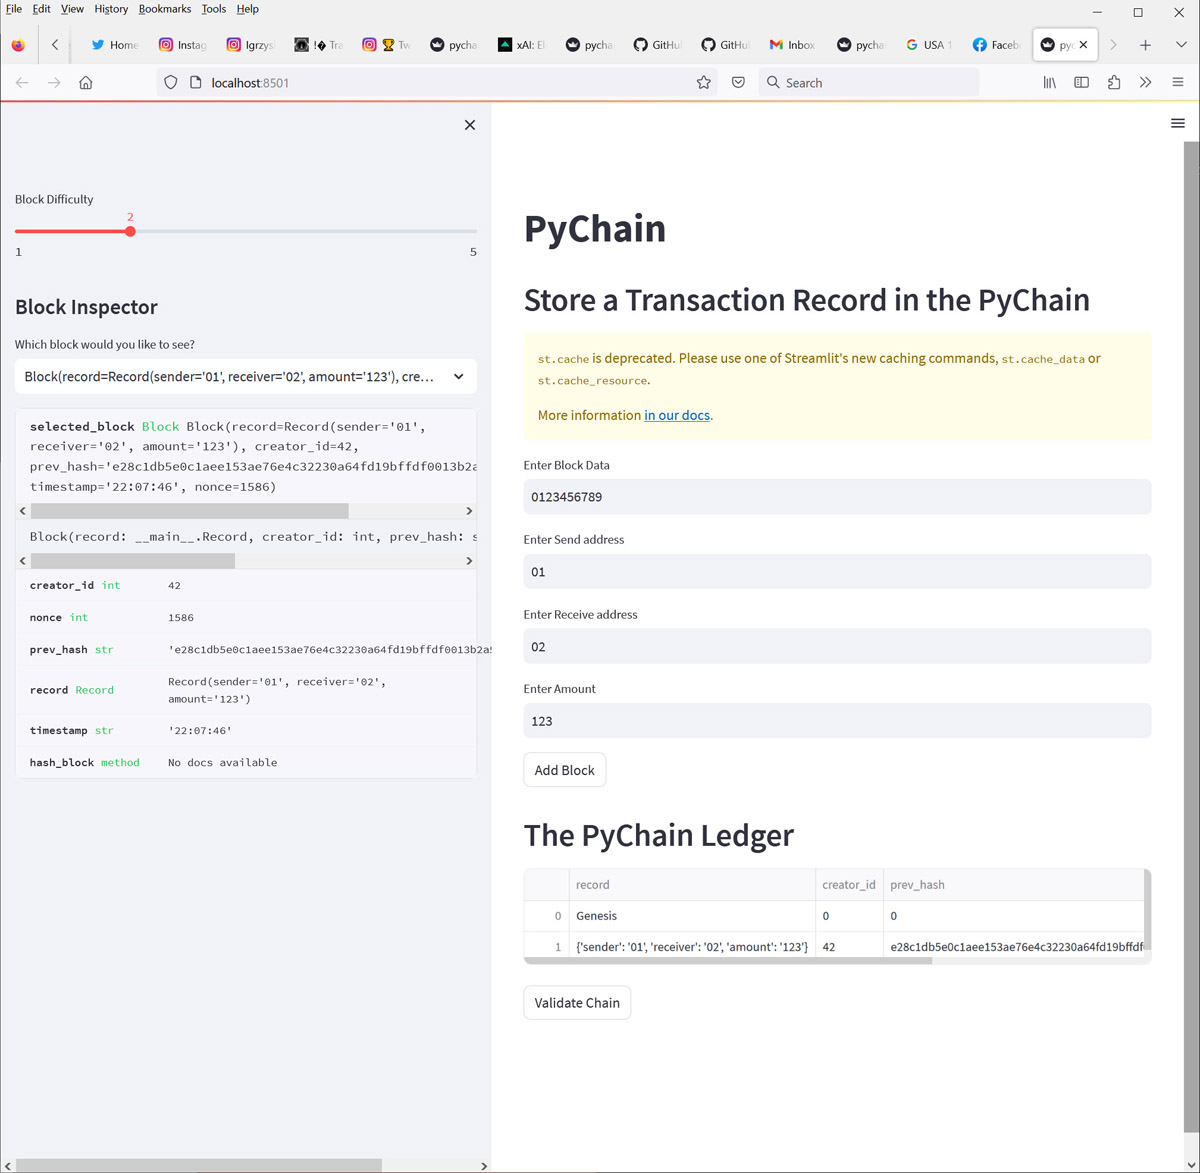 File Edit View History Bookmarks Tools Help
Home Instag Igrzys Tra Tw pycha xAI: El pycha GitHu GitHu Inbox pycha USA 1 Faceb pyc
localhost:8501 Search
Block Difficulty
2
1 5
Block Inspector
Which block would you like to see?
Block(record=Record(sender='01', receiver='02', amount='123'), cre...
selected_block Block Block(record=Record(sender='01',
receiver='02', amount='123'), creator_id=42,
prev_hash='e28c1db5e0c1aee153ae76e4c32230a64fd19bffdf0013b2a
timestamp='22:07:46', nonce=1586)
Block(record: __main__.Record, creator_id: int, prev_hash: s
creator_id int 42
nonce int 1586
prev_hash str 'e28c1db5e0c1aee153ae76e4c32230a64fd19bffdf0013b2a5
record Record Record(sender='01', receiver='02',
amount='123')
timestamp str '22:07:46'
hash_block method No docs available
PyChain
Store a Transaction Record in the PyChain
st.cache is deprecated. Please use one of Streamlit's new caching commands, st.cache_data or
st.cache_resource.
More information in our docs.
Enter Block Data
0123456789
Enter Send address
01
Enter Receive address
02
Enter Amount
123
Add Block
The PyChain Ledger
record creator_id prev_hash
0 Genesis 0 0
1 {'sender': '01', 'receiver': '02', 'amount': '123'} 42 e28c1db5e0c1aee153ae76e4c32230a64fd19bffdf
Validate Chain